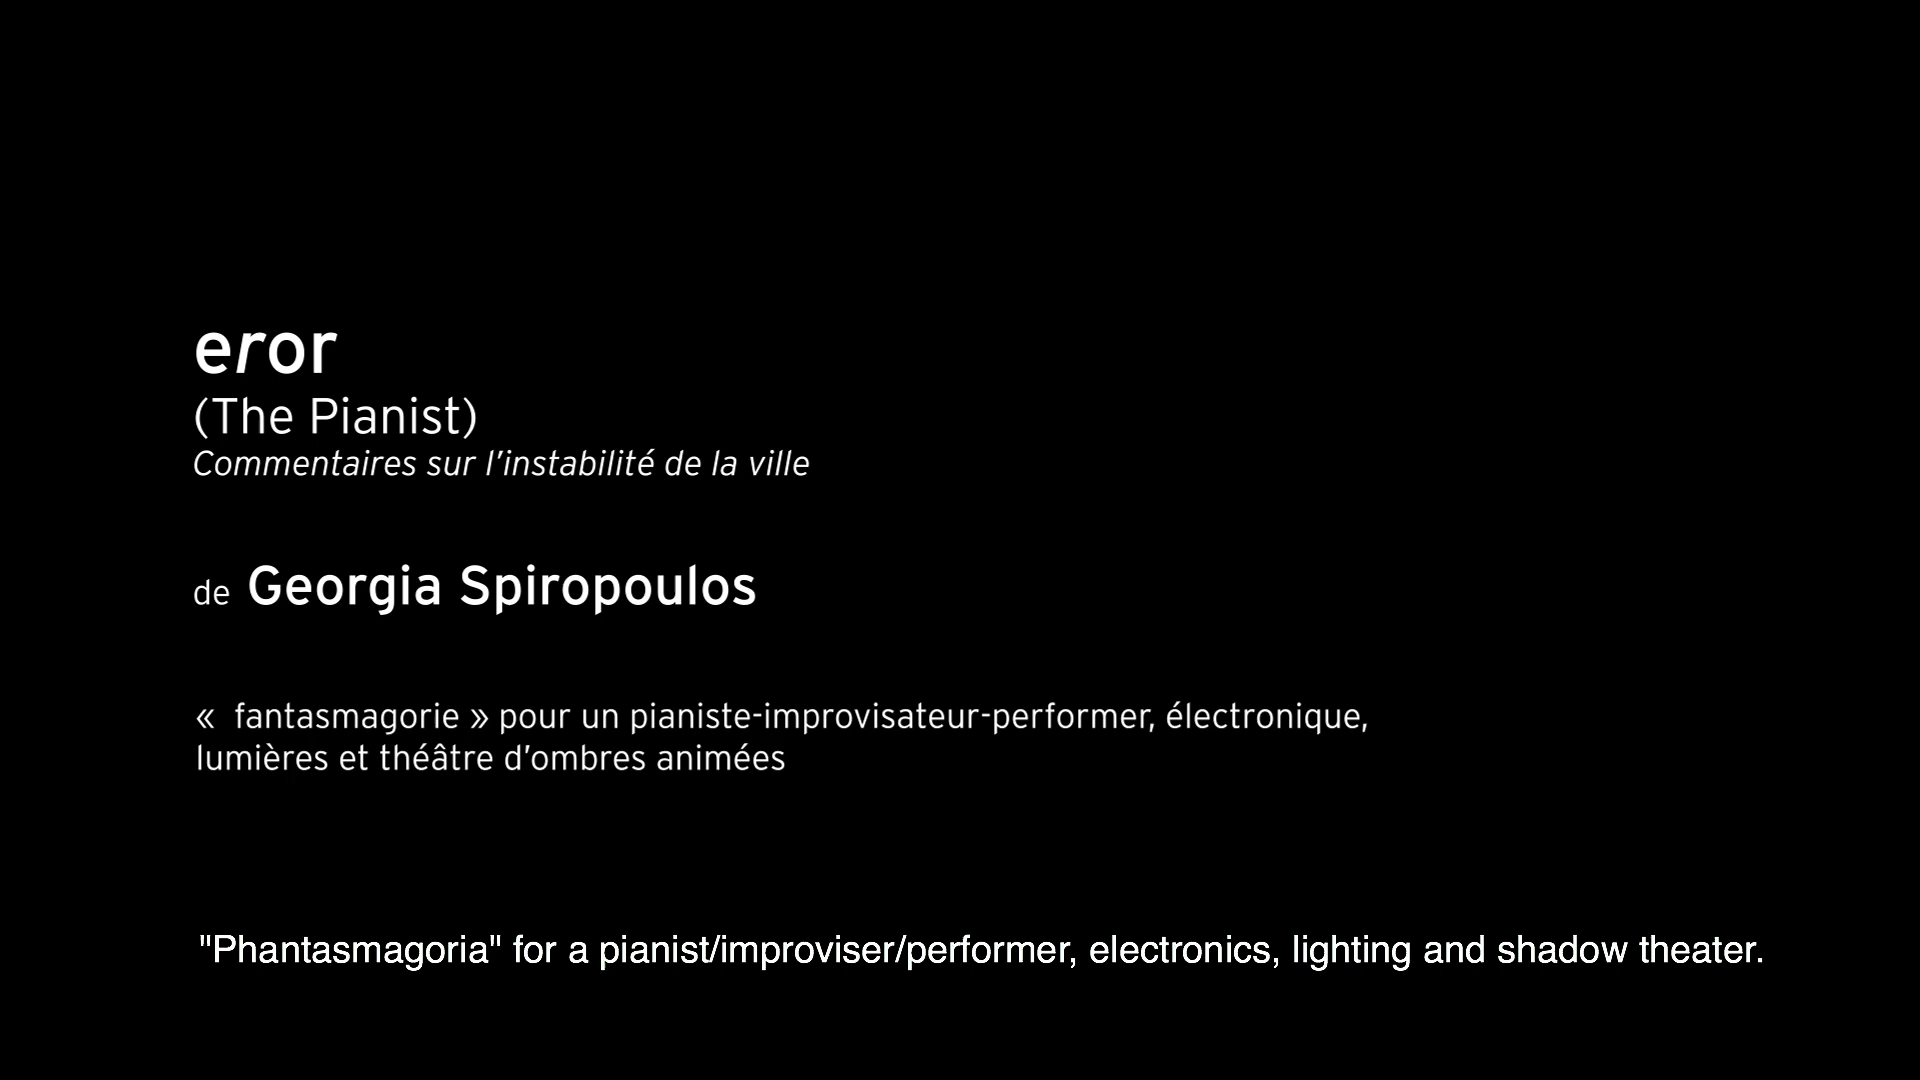 eror
(The Pianist)
Commentaires sur l’instabilité de la ville
de Georgia Spiropoulos
«  fantasmagorie » pour un pianiste-improvisateur-performer, électronique,
lumières et théâtre d’ombres animées
"Phantasmagoria" for a pianist/improviser/performer, electronics, lighting and shadow theater.